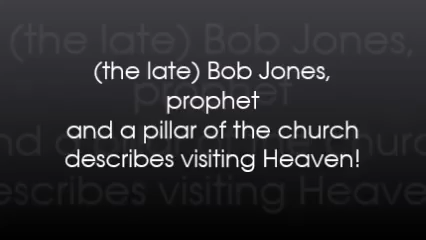 (the late) Bob Jones,
prophet
and a pillar of the church
describes visiting Heaven!